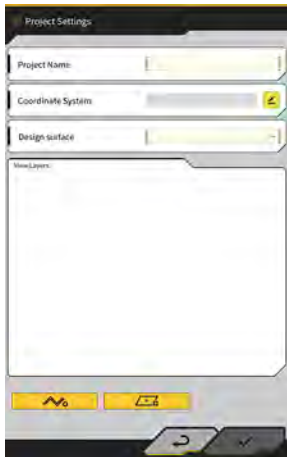 Project Settings
Project Name
Coordinate System
Design surface
View Layers